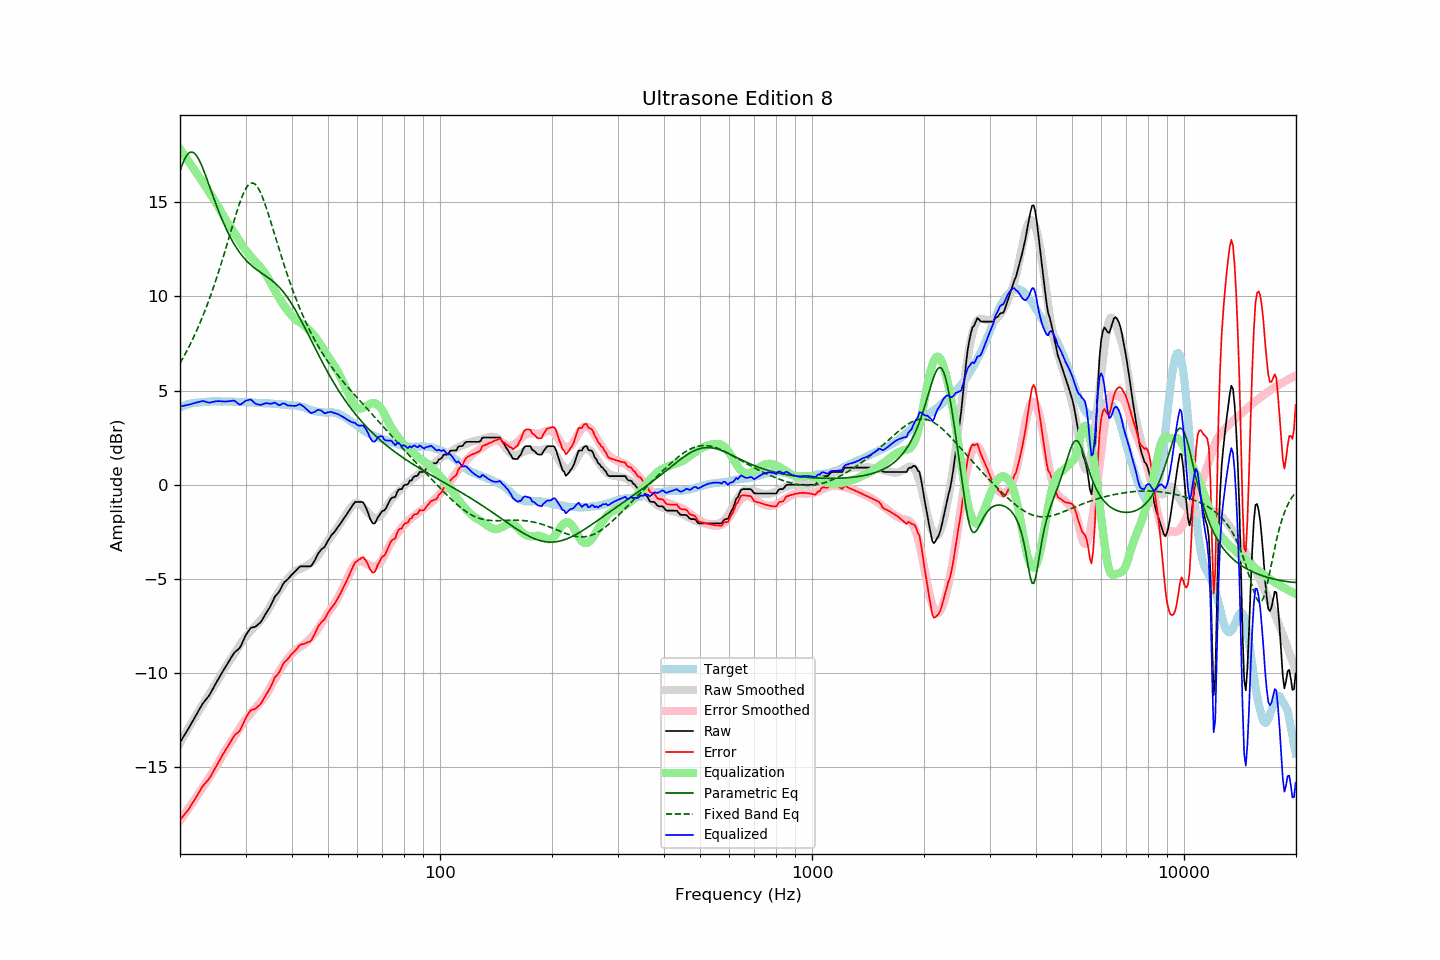 Ultrasone Edition 8
Amplitude (dBr)
15
10
5
0
−5
−10
−15
Target
Raw Smoothed
Error Smoothed
Raw
Error
Equalization
Parametric Eq
Fixed Band Eq
Equalized
100
1000
10000
Frequency (Hz)